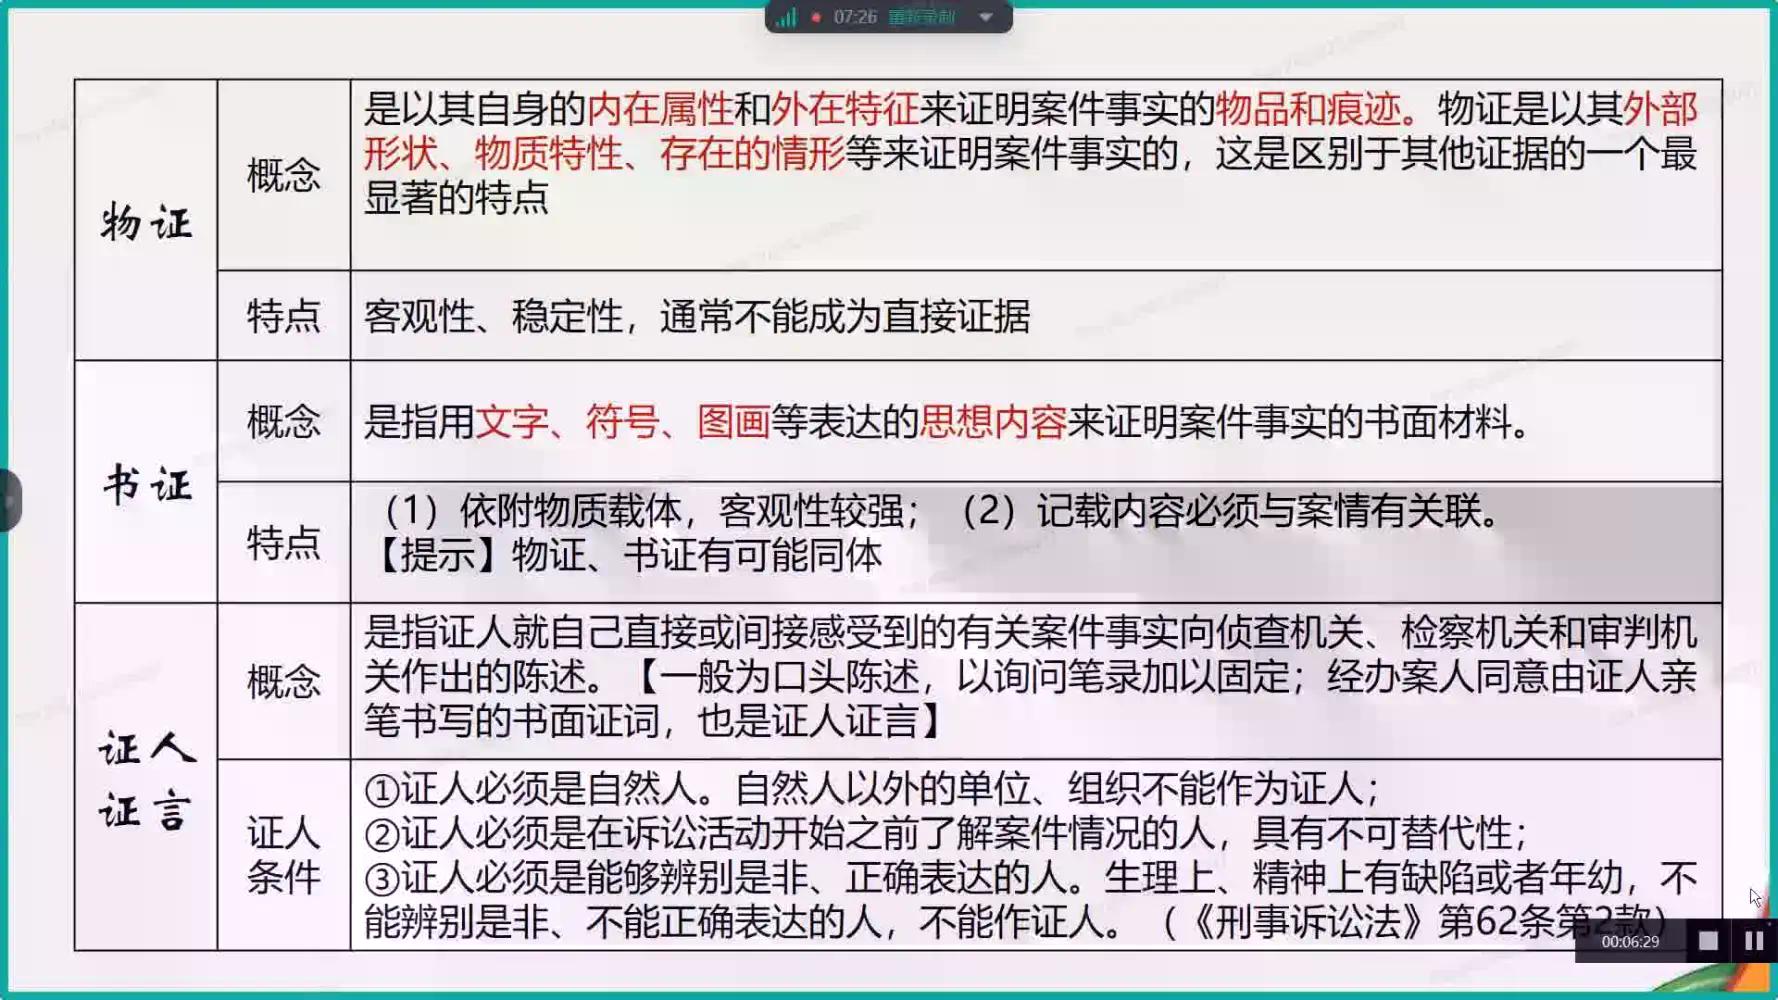 07:26
物证
概念
是以其自身的内在属性和外在特征来证明案件事实的物品和痕迹。物证是以其外部
形状、物质特性、存在的情形等来证明案件事实的，这是区别于其他证据的一个最
显著的特点
特点
客观性、稳定性，通常不能成为直接证据
书证
概念
是指用文字、符号、图画等表达的思想内容来证明案件事实的书面材料。
特点
（1）依附物质载体，客观性较强；（2）记载内容必须与案情有关联。
【提示】物证、书证有可能同体
证人
证言
概念
是指证人就自己直接或间接感受到的有关案件事实向侦查机关、检察机关和审判机
关作出的陈述。【一般为口头陈述，以询问笔录加以固定；经办案人同意由证人亲
笔书写的书面证词，也是证人证言】
证人
条件
①证人必须是自然人。自然人以外的单位、组织不能作为证人；
②证人必须是在诉讼活动开始之前了解案件情况的人，具有不可替代性；
③证人必须是能够辨别是非、正确表达的人。生理上、精神上有缺陷或者年幼，不
能辨别是非、不能正确表达的人，不能作证人。（《刑事诉讼法》第62条第2款）
00:06:29